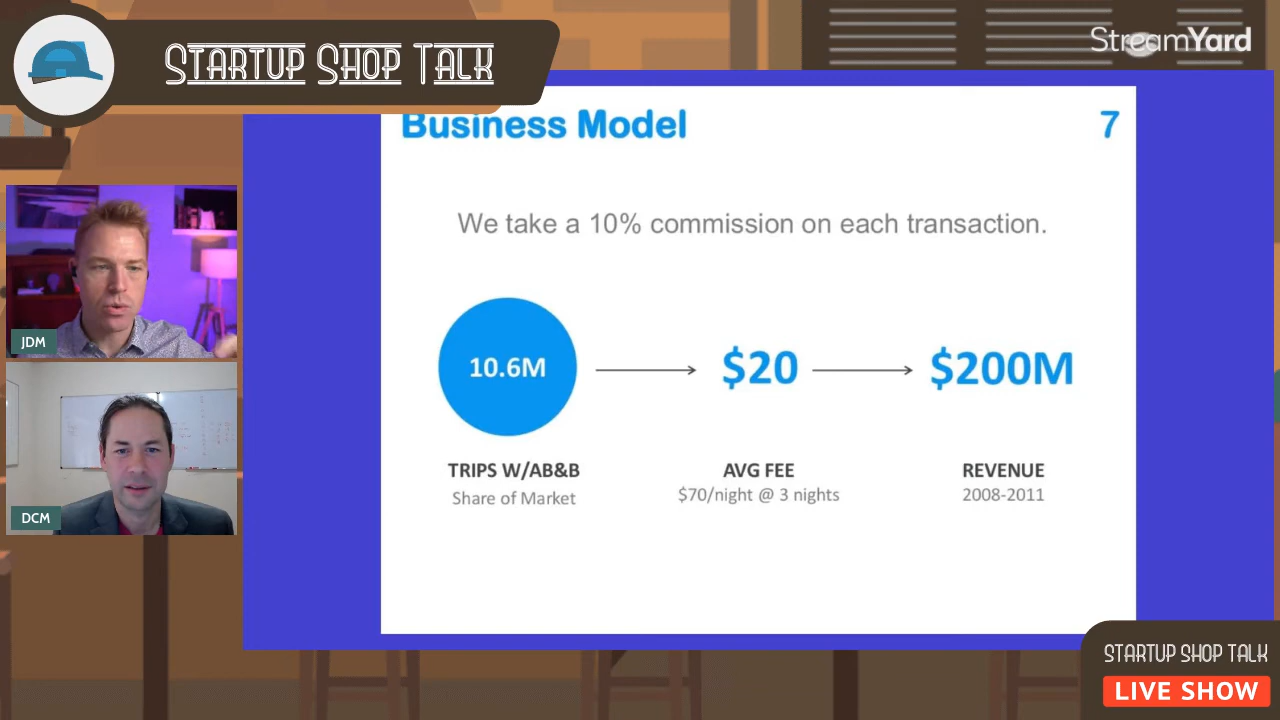 STARTUP SHOP TALK
StreamYard
Business Model
7
We take a 10% commission on each transaction.
10.6M
$20
$200M
TRIPS W/AB&B
Share of Market
AVG FEE
$70/night @ 3 nights
REVENUE
2008-2011
JDM
DCM
STARTUP SHOP TALK
LIVE SHOW